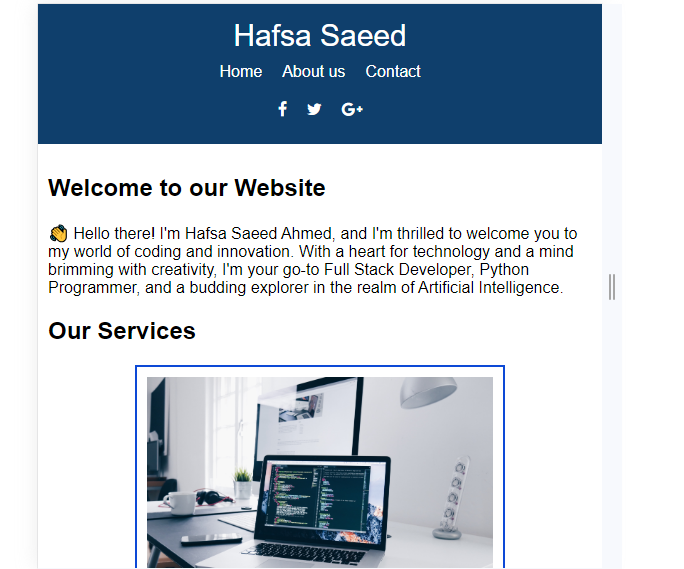 Hafsa Saeed
Home About us Contact
Welcome to our Website
👋 Hello there! I'm Hafsa Saeed Ahmed, and I'm thrilled to welcome you to
my world of coding and innovation. With a heart for technology and a mind
brimming with creativity, I'm your go-to Full Stack Developer, Python
Programmer, and a budding explorer in the realm of Artificial Intelligence.
Our Services